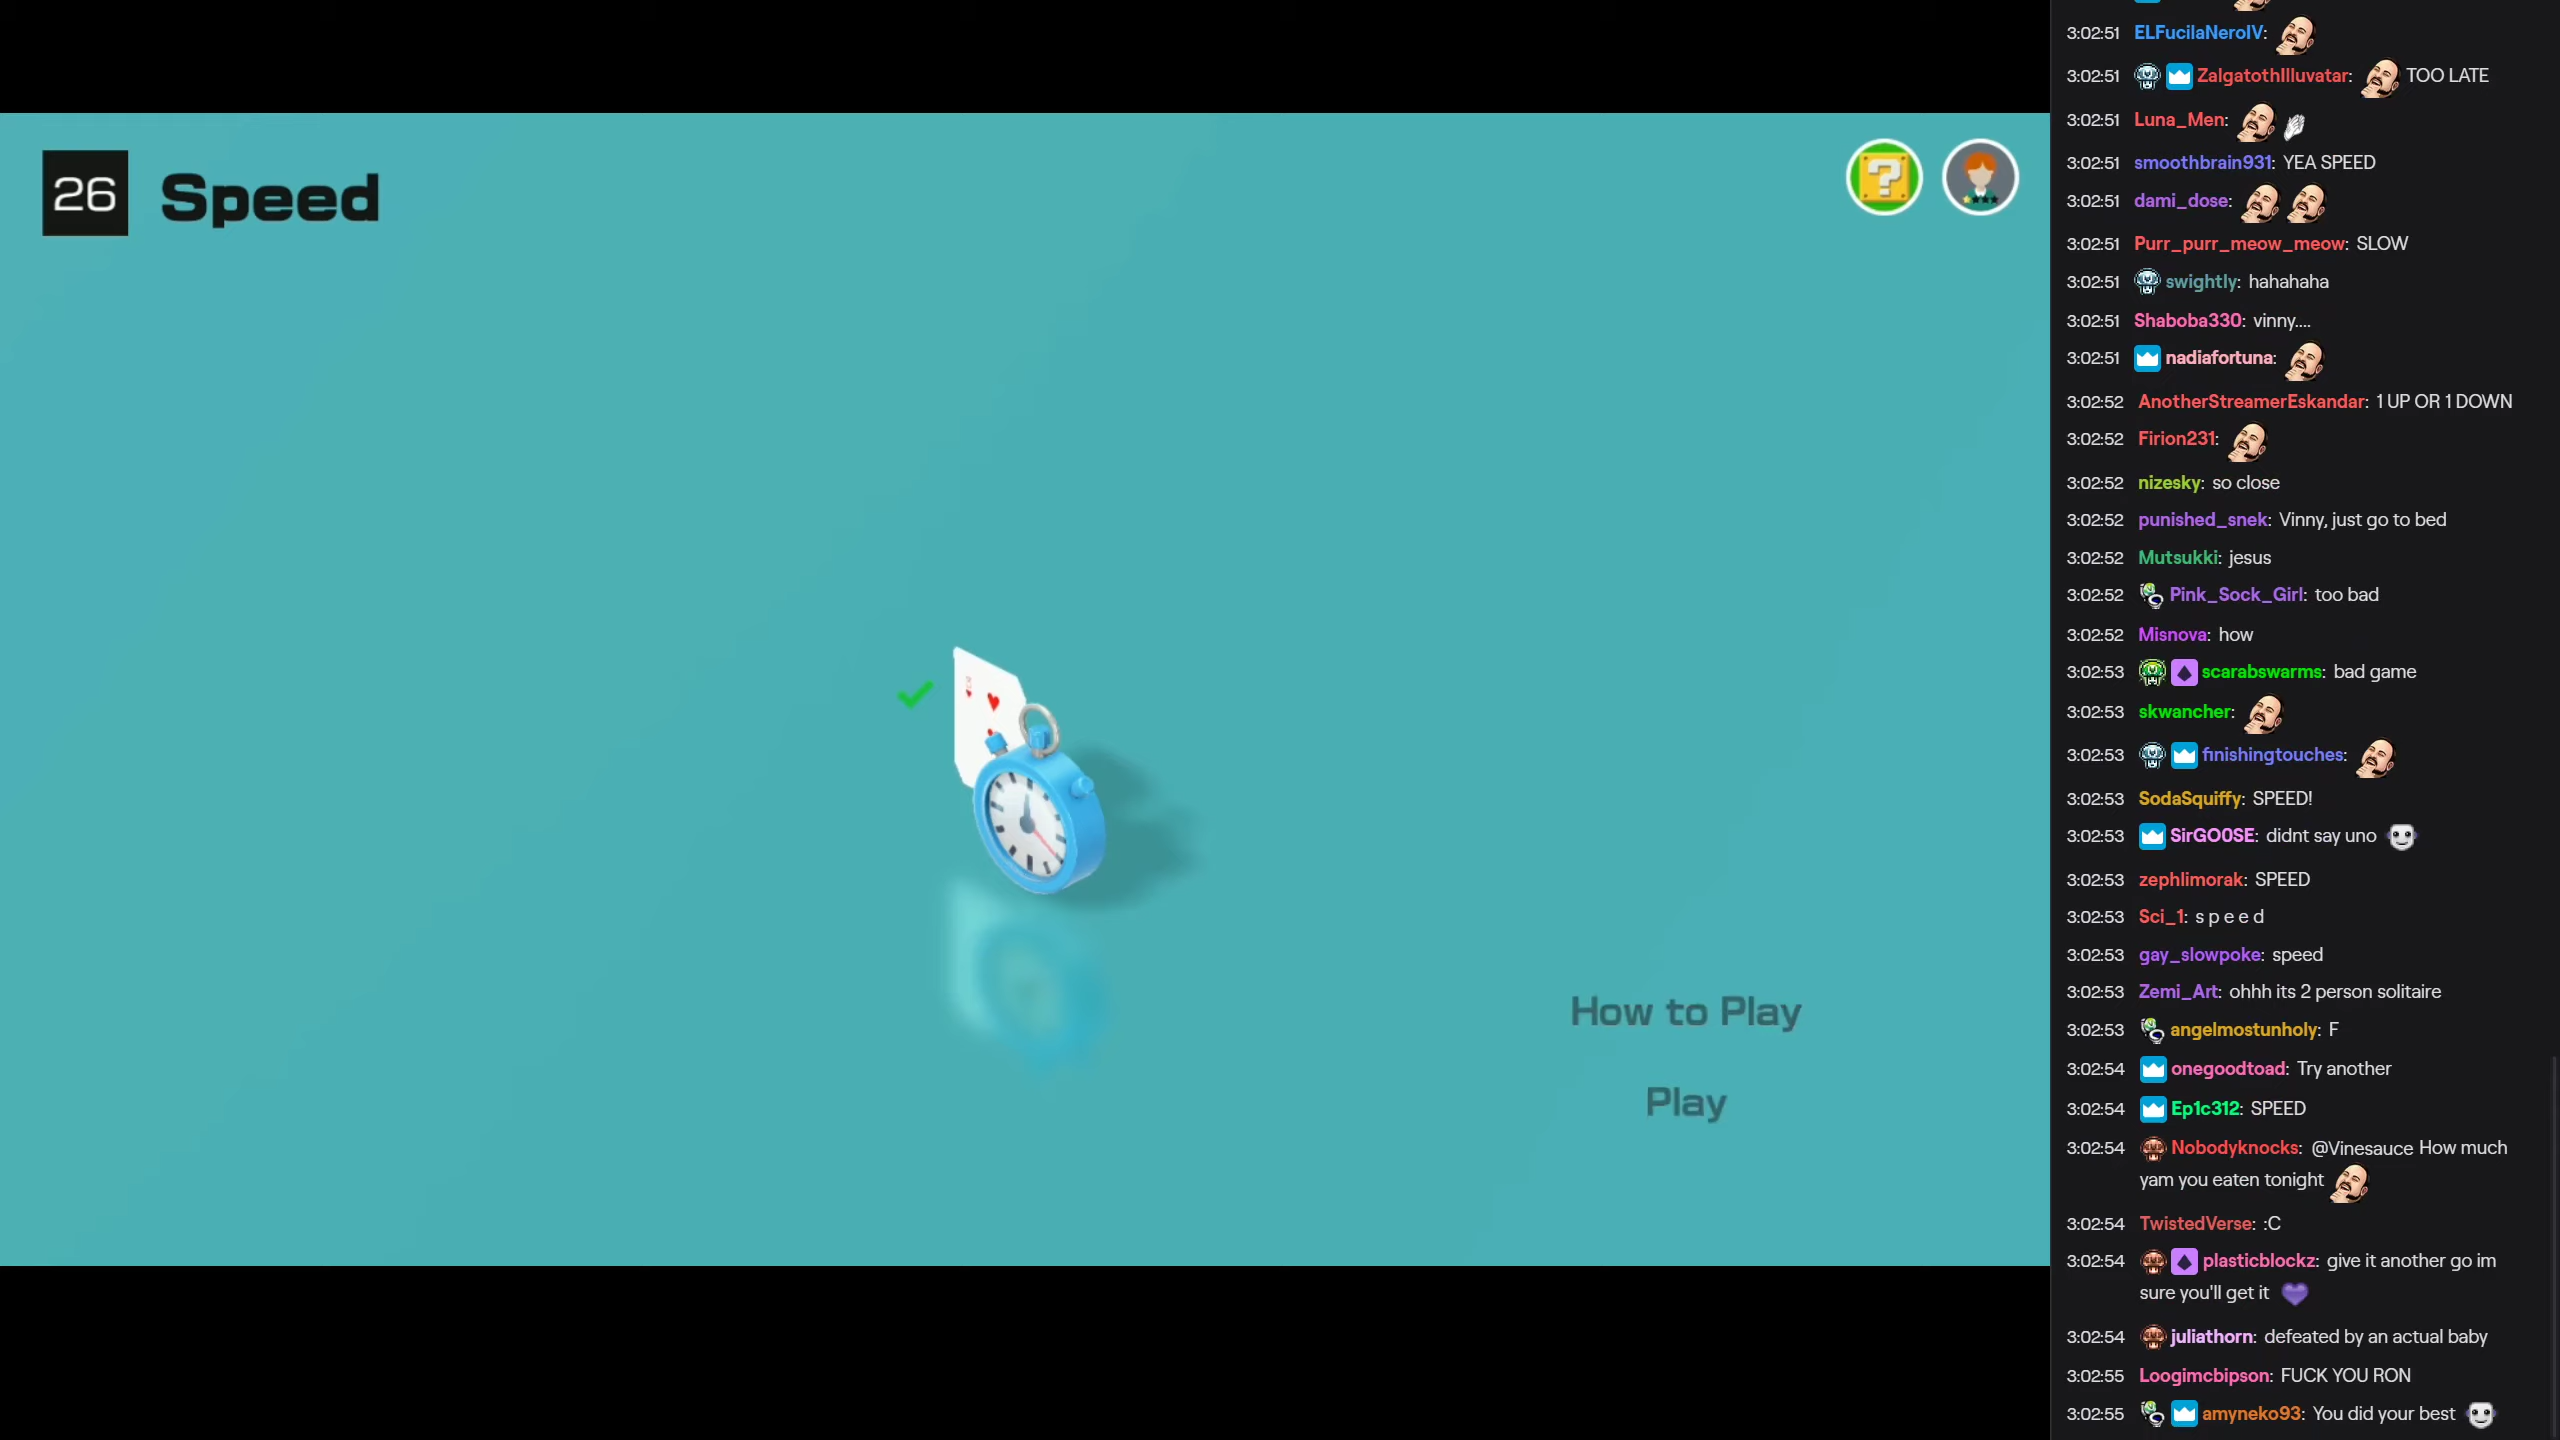 26 Speed
How to Play
Play
3:02:51 ELFucilaNeroIV:
3:02:51 ZalgatothIlluvatar: TOO LATE
3:02:51 Luna_Men:
3:02:51 smoothbrain931: YEA SPEED
3:02:51 dami_dose:
3:02:51 Purr_purr_meow_meow: SLOW
3:02:51 swightly: hahahaha
3:02:51 Shaboba330: vinny....
3:02:51 nadiafortuna:
3:02:52 AnotherStreamerEskandar: 1 UP OR 1 DOWN
3:02:52 Firion231:
3:02:52 nizesky: so close
3:02:52 punished_snek: Vinny, just go to bed
3:02:52 Mutsukki: jesus
3:02:52 Pink_Sock_Girl: too bad
3:02:52 Misnova: how
3:02:53 scarabswarms: bad game
3:02:53 skwancher:
3:02:53 finishingtouches:
3:02:53 SodaSquiffy: SPEED!
3:02:53 SirGO0SE: didnt say uno
3:02:53 zephlimorak: SPEED
3:02:53 Sci_1: s p e e d
3:02:53 gay_slowpoke: speed
3:02:53 Zemi_Art: ohhh its 2 person solitaire
3:02:53 angelmostunholy: F
3:02:54 onegoodtoad: Try another
3:02:54 Ep1c312: SPEED
3:02:54 Nobodyknocks: @Vinesauce How much
yam you eaten tonight
3:02:54 TwistedVerse: :C
3:02:54 plasticblockz: give it another go im
sure you'll get it
3:02:54 juliathorn: defeated by an actual baby
3:02:55 Loogimcbipson: FUCK YOU RON
3:02:55 amyneko93: You did your best